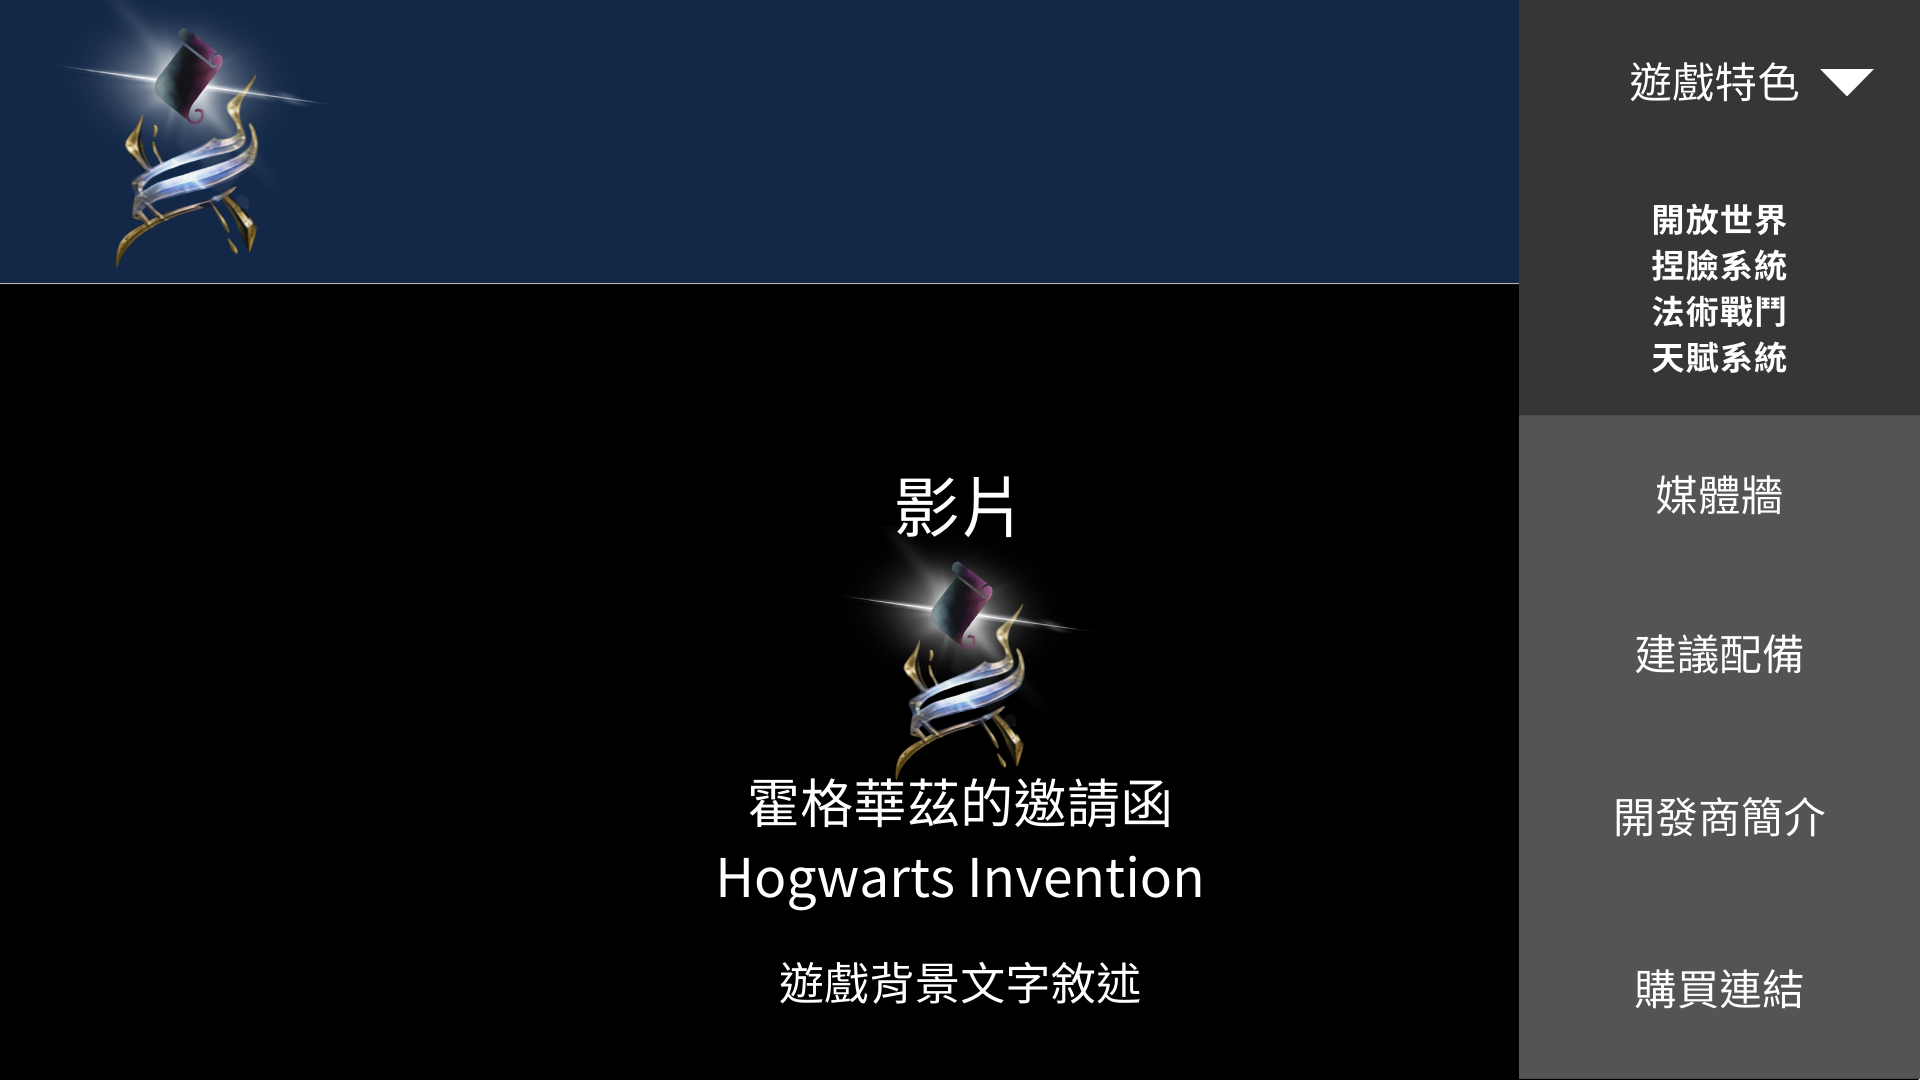 遊戲特色
開放世界
捏臉系統
法術戰鬥
天賦系統
媒體牆
建議配備
開發商簡介
購買連結
影片
霍格華茲的邀請函
Hogwarts Invention
遊戲背景文字敘述